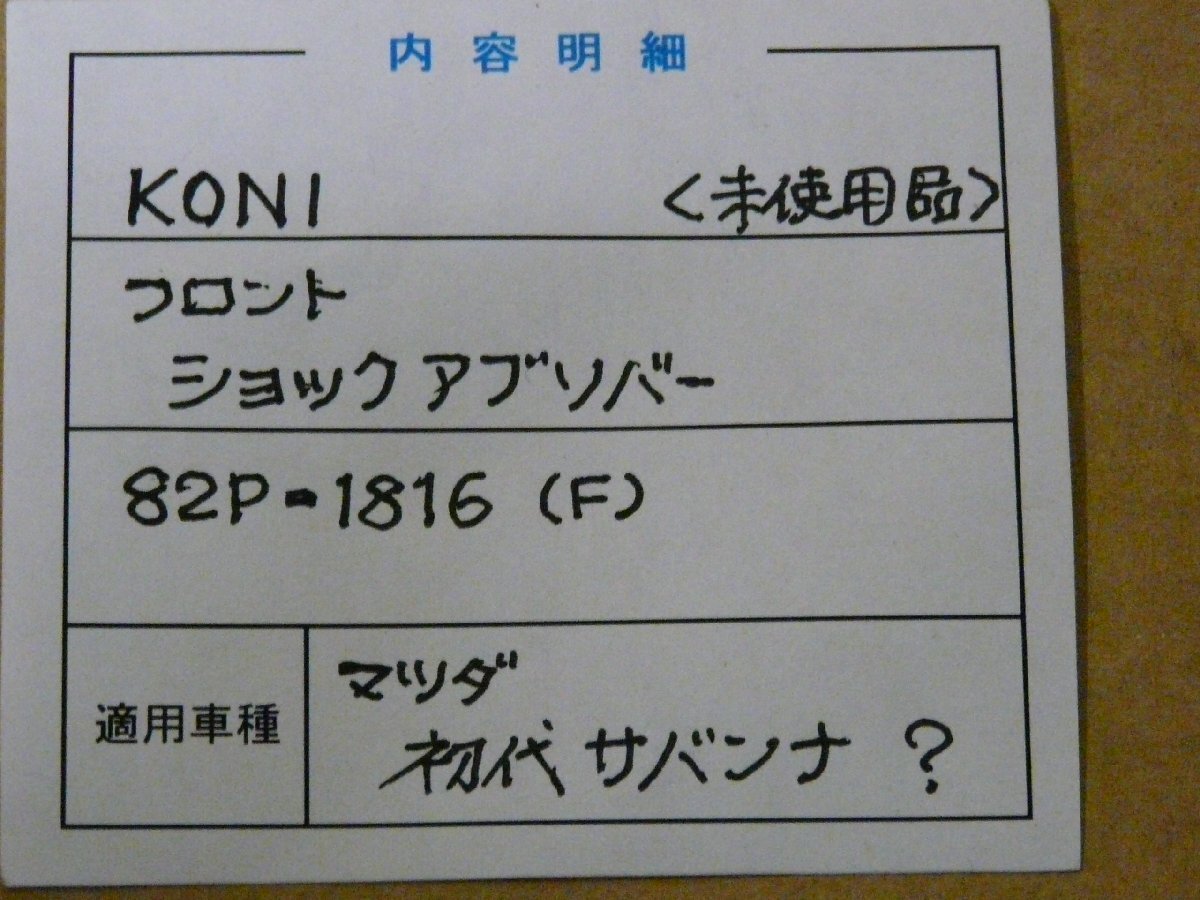 内容明細
KONI <未使用品>
フロント
ショックアブソバー
82P-1816 (F)
適用車種
マツダ
初代サバンナ ?